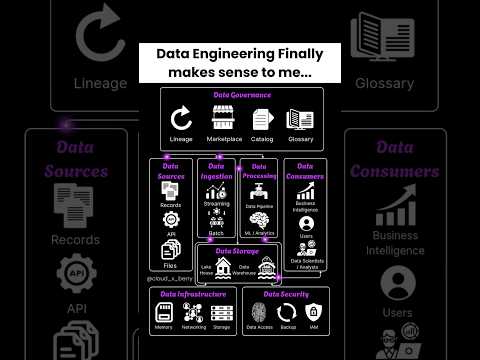 Data Engineering Finally
makes sense to me...
Data Governance
Lineage
Marketplace
Catalog
Glossary
Data
Sources
Records
API
Files
Data
Ingestion
Streaming
Batch
Data
Processing
Data Pipeline
ML / Analytics
Data
Consumers
Business
Intelligence
Users
Data Scientists
/ Analysts
Data Storage
Lake
House
Data
Warehouse
@cloud_x_berry
Data Infrastructure
Memory
Networking
Storage
Data Security
Data Access
Backup
IAM
Lineage
Data
Sources
Records
API
API
Files
Glossary
Data
Consumers
Business
Intelligence
Users